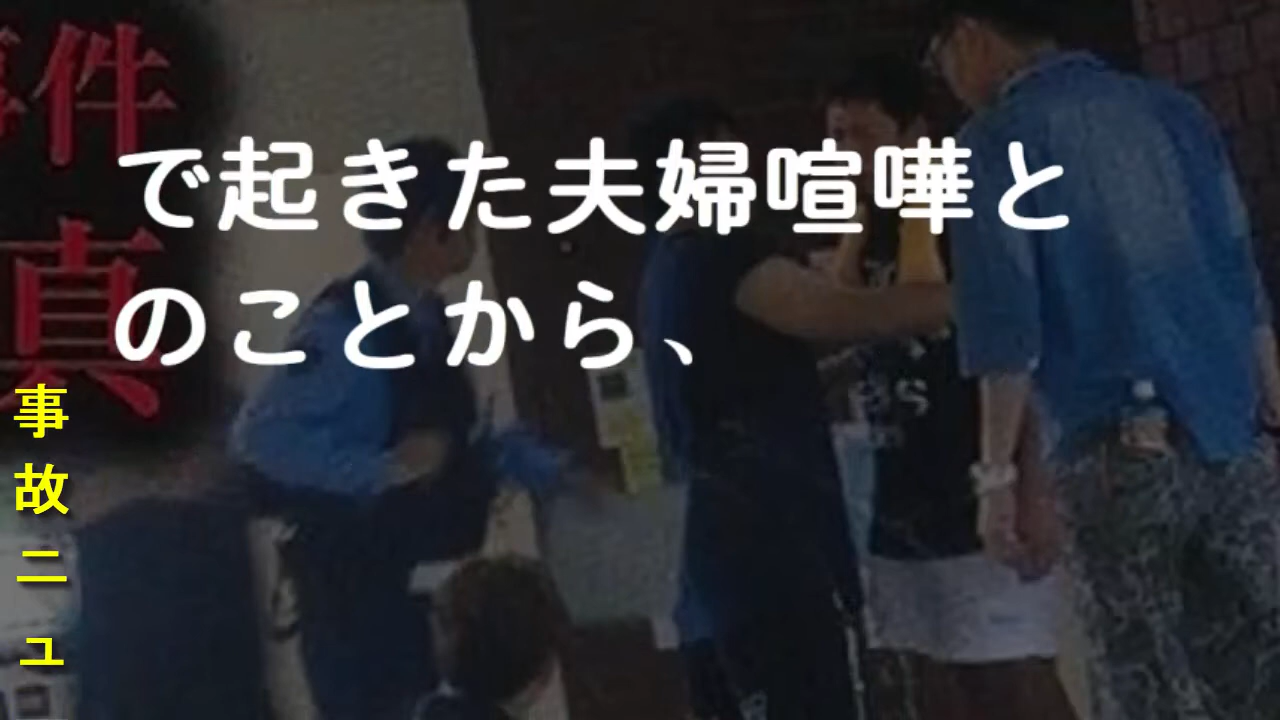 で起きた夫婦喧嘩と
のことから、
事件
真
事故ニュ